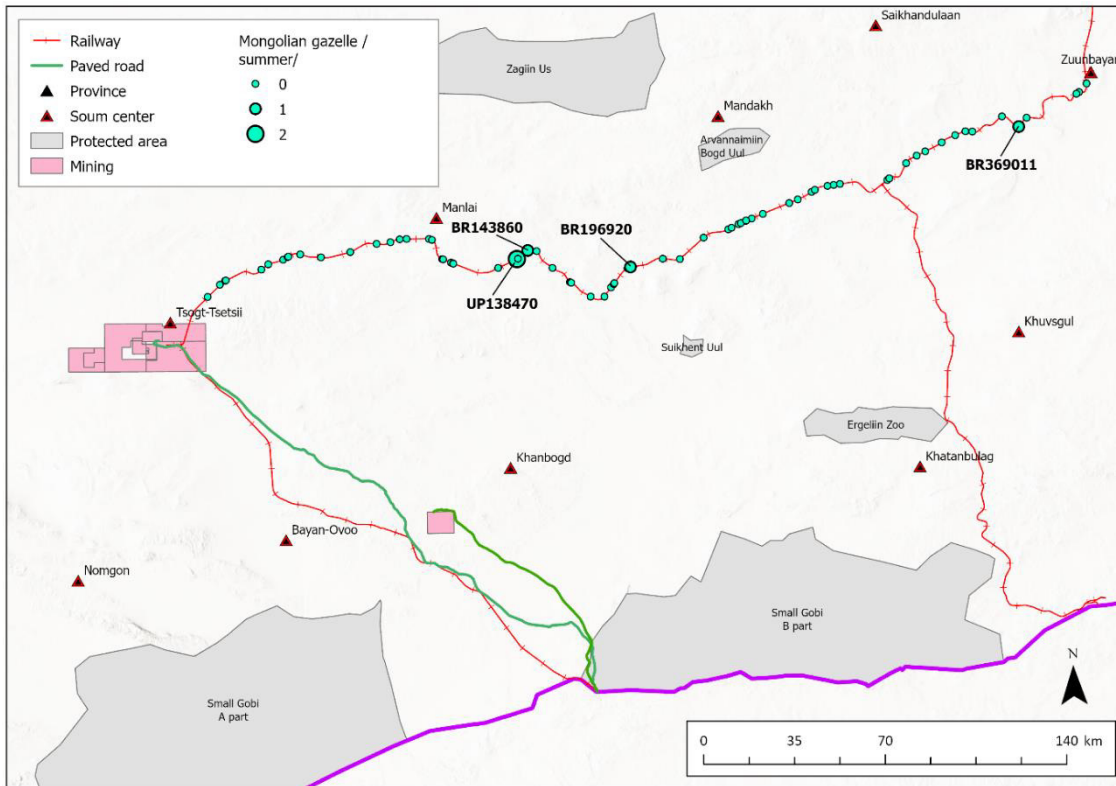 Railway
Paved road
Province
Soum center
Protected area
Mining
Mongolian gazelle /
summer/
0
1
2
Saikhandulaan
Zagiin Us
Zuunbayan
Mandakh
Arvannaimiin
Bogd Uul
BR369011
Manlai
BR143860
BR196920
UP138470
Tsogt-Tsetsii
Khuvsgul
Suikhent Uul
Ergeliin Zoo
Khanbogd
Khatanbulag
Bayan-Ovoo
Nomgon
Small Gobi
B part
Small Gobi
A part
N
0 35 70 140 km